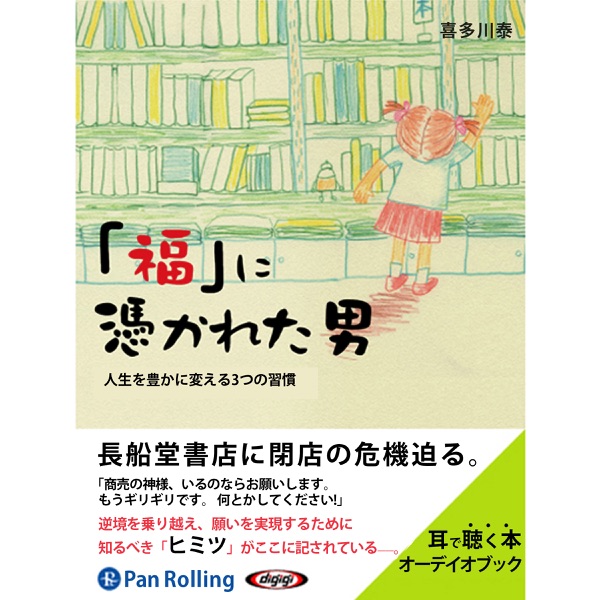 本
喜多川泰
「福」に
憑かれた男
人生を豊かに変える3つの習慣
長船堂書店に閉店の危機迫る。
「商売の神様、いるのならお願いします。
もうギリギリです。何とかしてください!」
逆境を乗り越え、願いを実現するために
知るべき「ヒミツ」がここに記されている──。
耳で聴く本
オーデイオブック
Pan Rolling
digigi